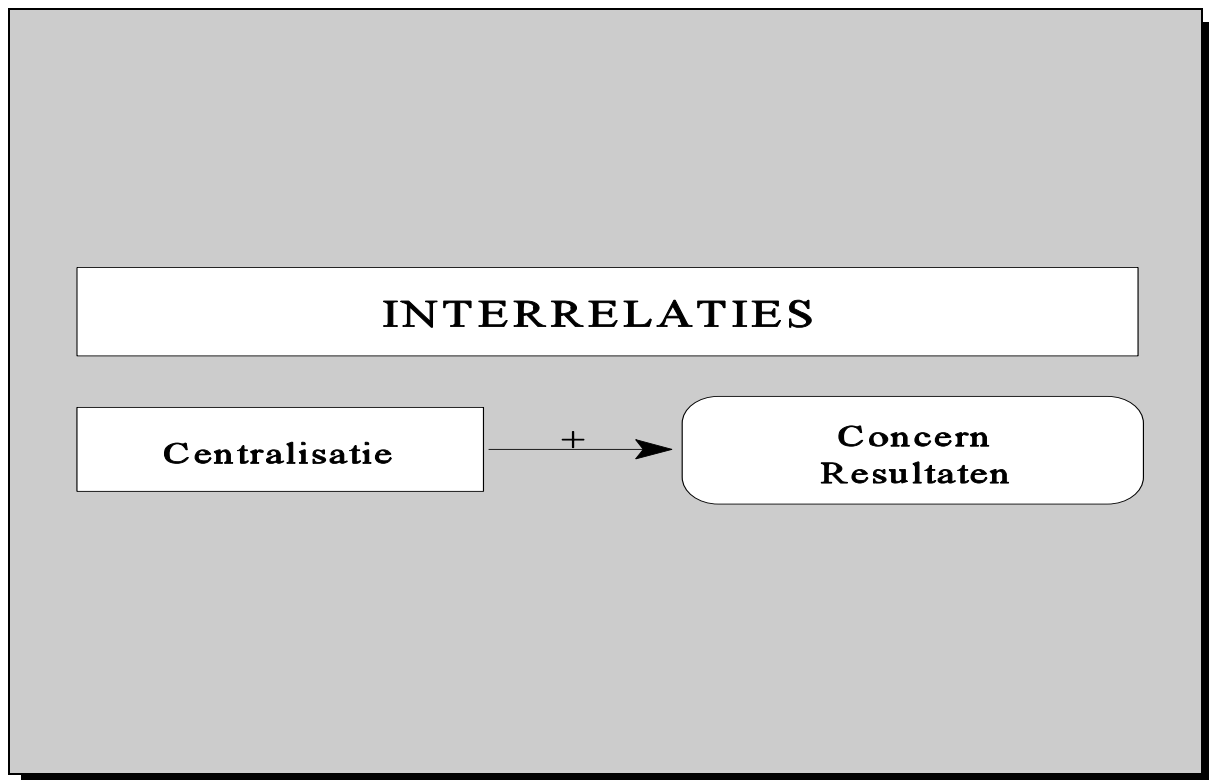 INTERRELATIES
Centralisatie
+
Concern
Resultaten